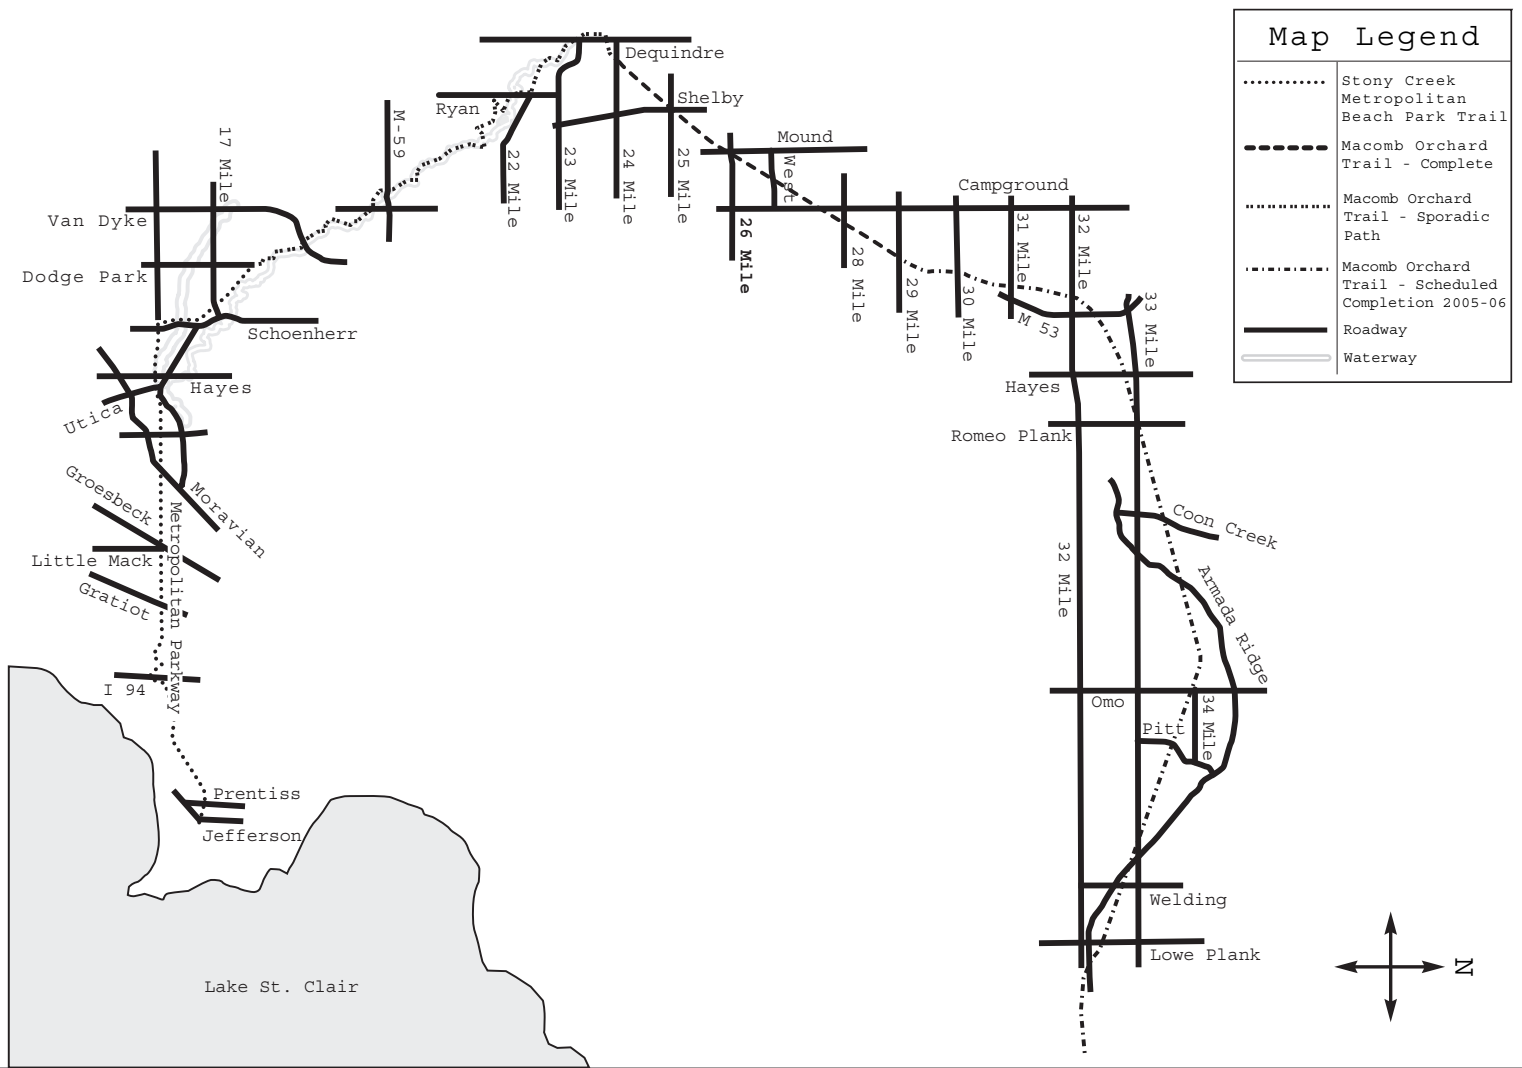 Map Legend
Stony Creek
Metropolitan
Beach Park Trail
Macomb Orchard
Trail - Complete
Macomb Orchard
Trail - Sporadic
Path
Macomb Orchard
Trail - Scheduled
Completion 2005-06
Roadway
Waterway
Dequindre
Ryan
Shelby
Mound
West
Campground
M-59
17 Mile
22 Mile
23 Mile
24 Mile
25 Mile
26 Mile
28 Mile
29 Mile
30 Mile
31 Mile
32 Mile
33 Mile
M 53
Van Dyke
Dodge Park
Schoenherr
Hayes
Utica
Hayes
Romeo Plank
Groesbeck
Moravian
Metropolitan Parkway
Coon Creek
Little Mack
Gratiot
32 Mile
Armada Ridge
I 94
Omo
34 Mile
Pitt
Prentiss
Jefferson
Welding
Lowe Plank
Lake St. Clair
N